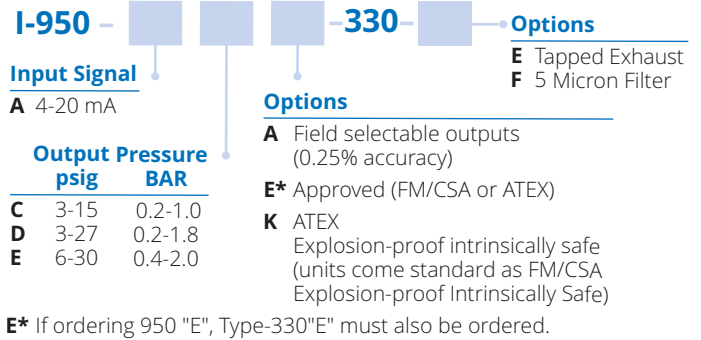 I-950 – –330–
Options
E Tapped Exhaust
F 5 Micron Filter
Input Signal
A 4-20 mA
Output Pressure
psig BAR
C 3-15 0.2-1.0
D 3-27 0.2-1.8
E 6-30 0.4-2.0
Options
A Field selectable outputs
(0.25% accuracy)
E* Approved (FM/CSA or ATEX)
K ATEX
Explosion-proof intrinsically safe
(units come standard as FM/CSA
Explosion-proof Intrinsically Safe)
E* If ordering 950 "E", Type-330"E" must also be ordered.